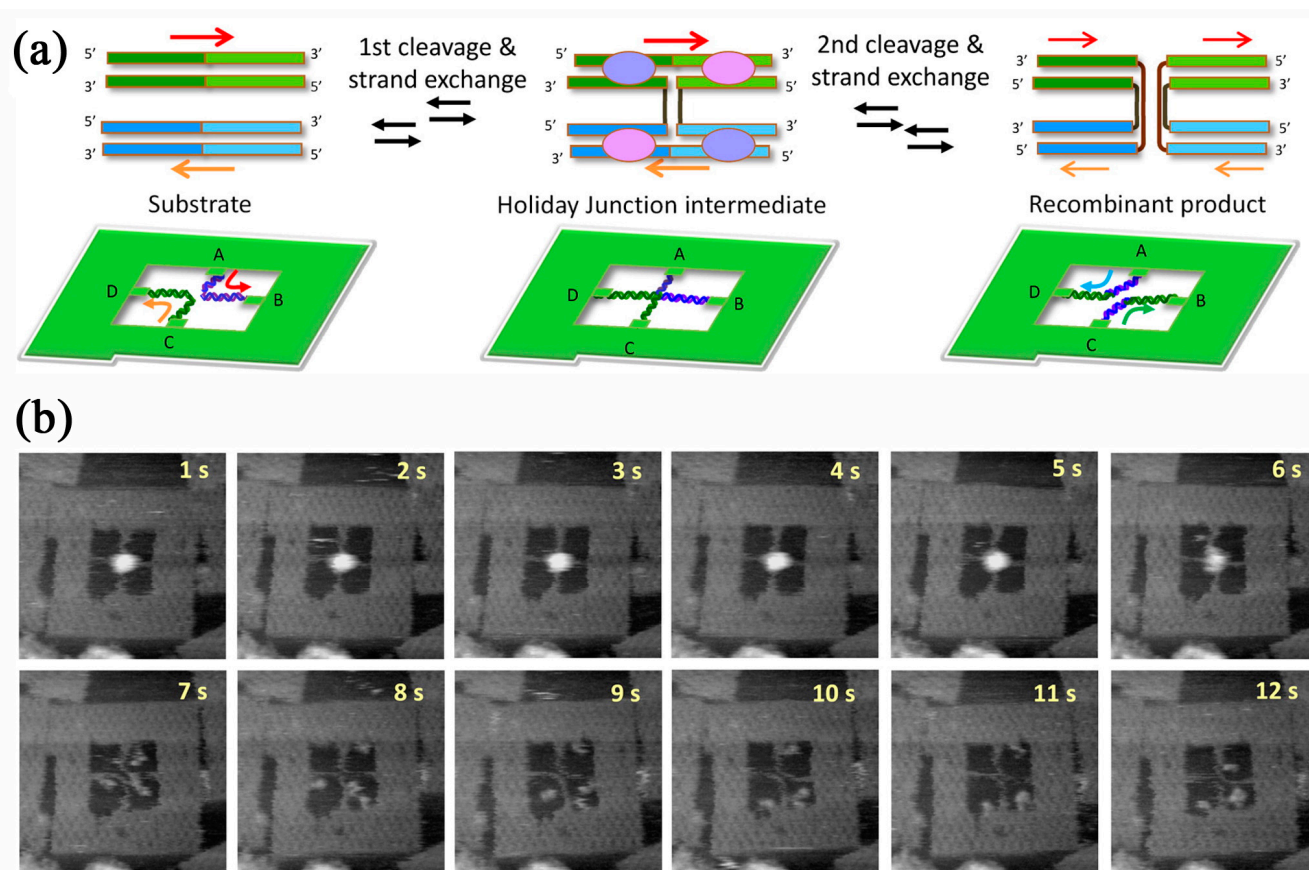 (a)
5’ 3’
3’ 5’
5’ 3’
3’ 5’
1st cleavage &
strand exchange
5’ 3’
3’ 5’
3’
5’
2nd cleavage &
strand exchange
3’ 5’
3’ 5’
5’ 3’
5’ 3’
Substrate
Holiday Junction intermediate
Recombinant product
A
D B
C
A
D B
C
A
D B
C
(b)
1 s 2 s 3 s 4 s 5 s 6 s
7 s 8 s 9 s 10 s 11 s 12 s